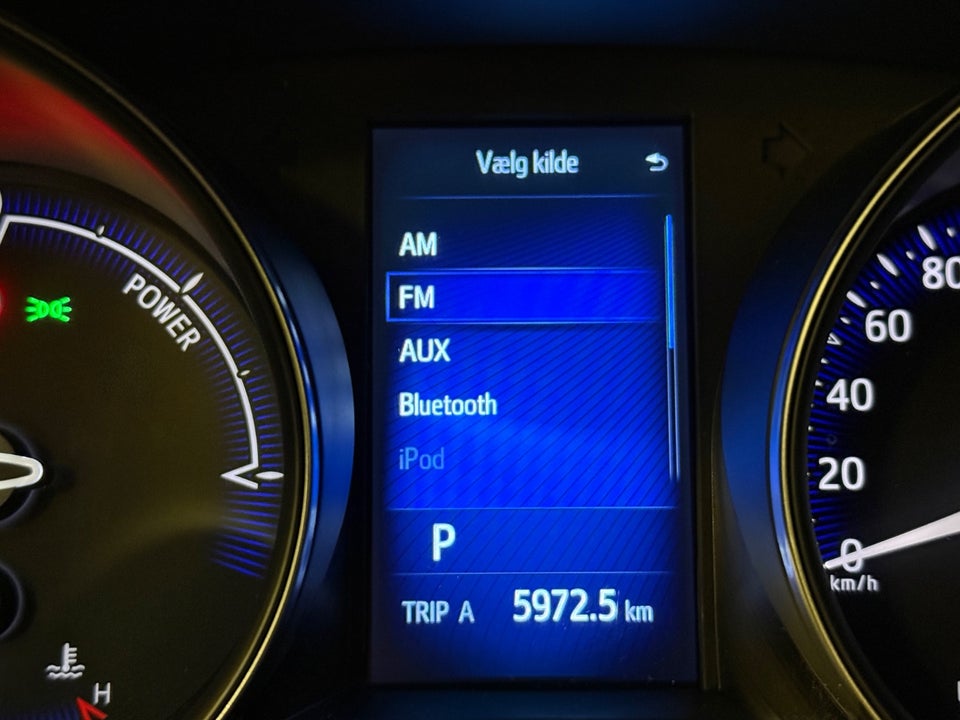 Vælg kilde
AM
FM
AUX
Bluetooth
iPod
P
TRIP A 5972.5 km
POWER
H
80
60
40
20
0
km/h